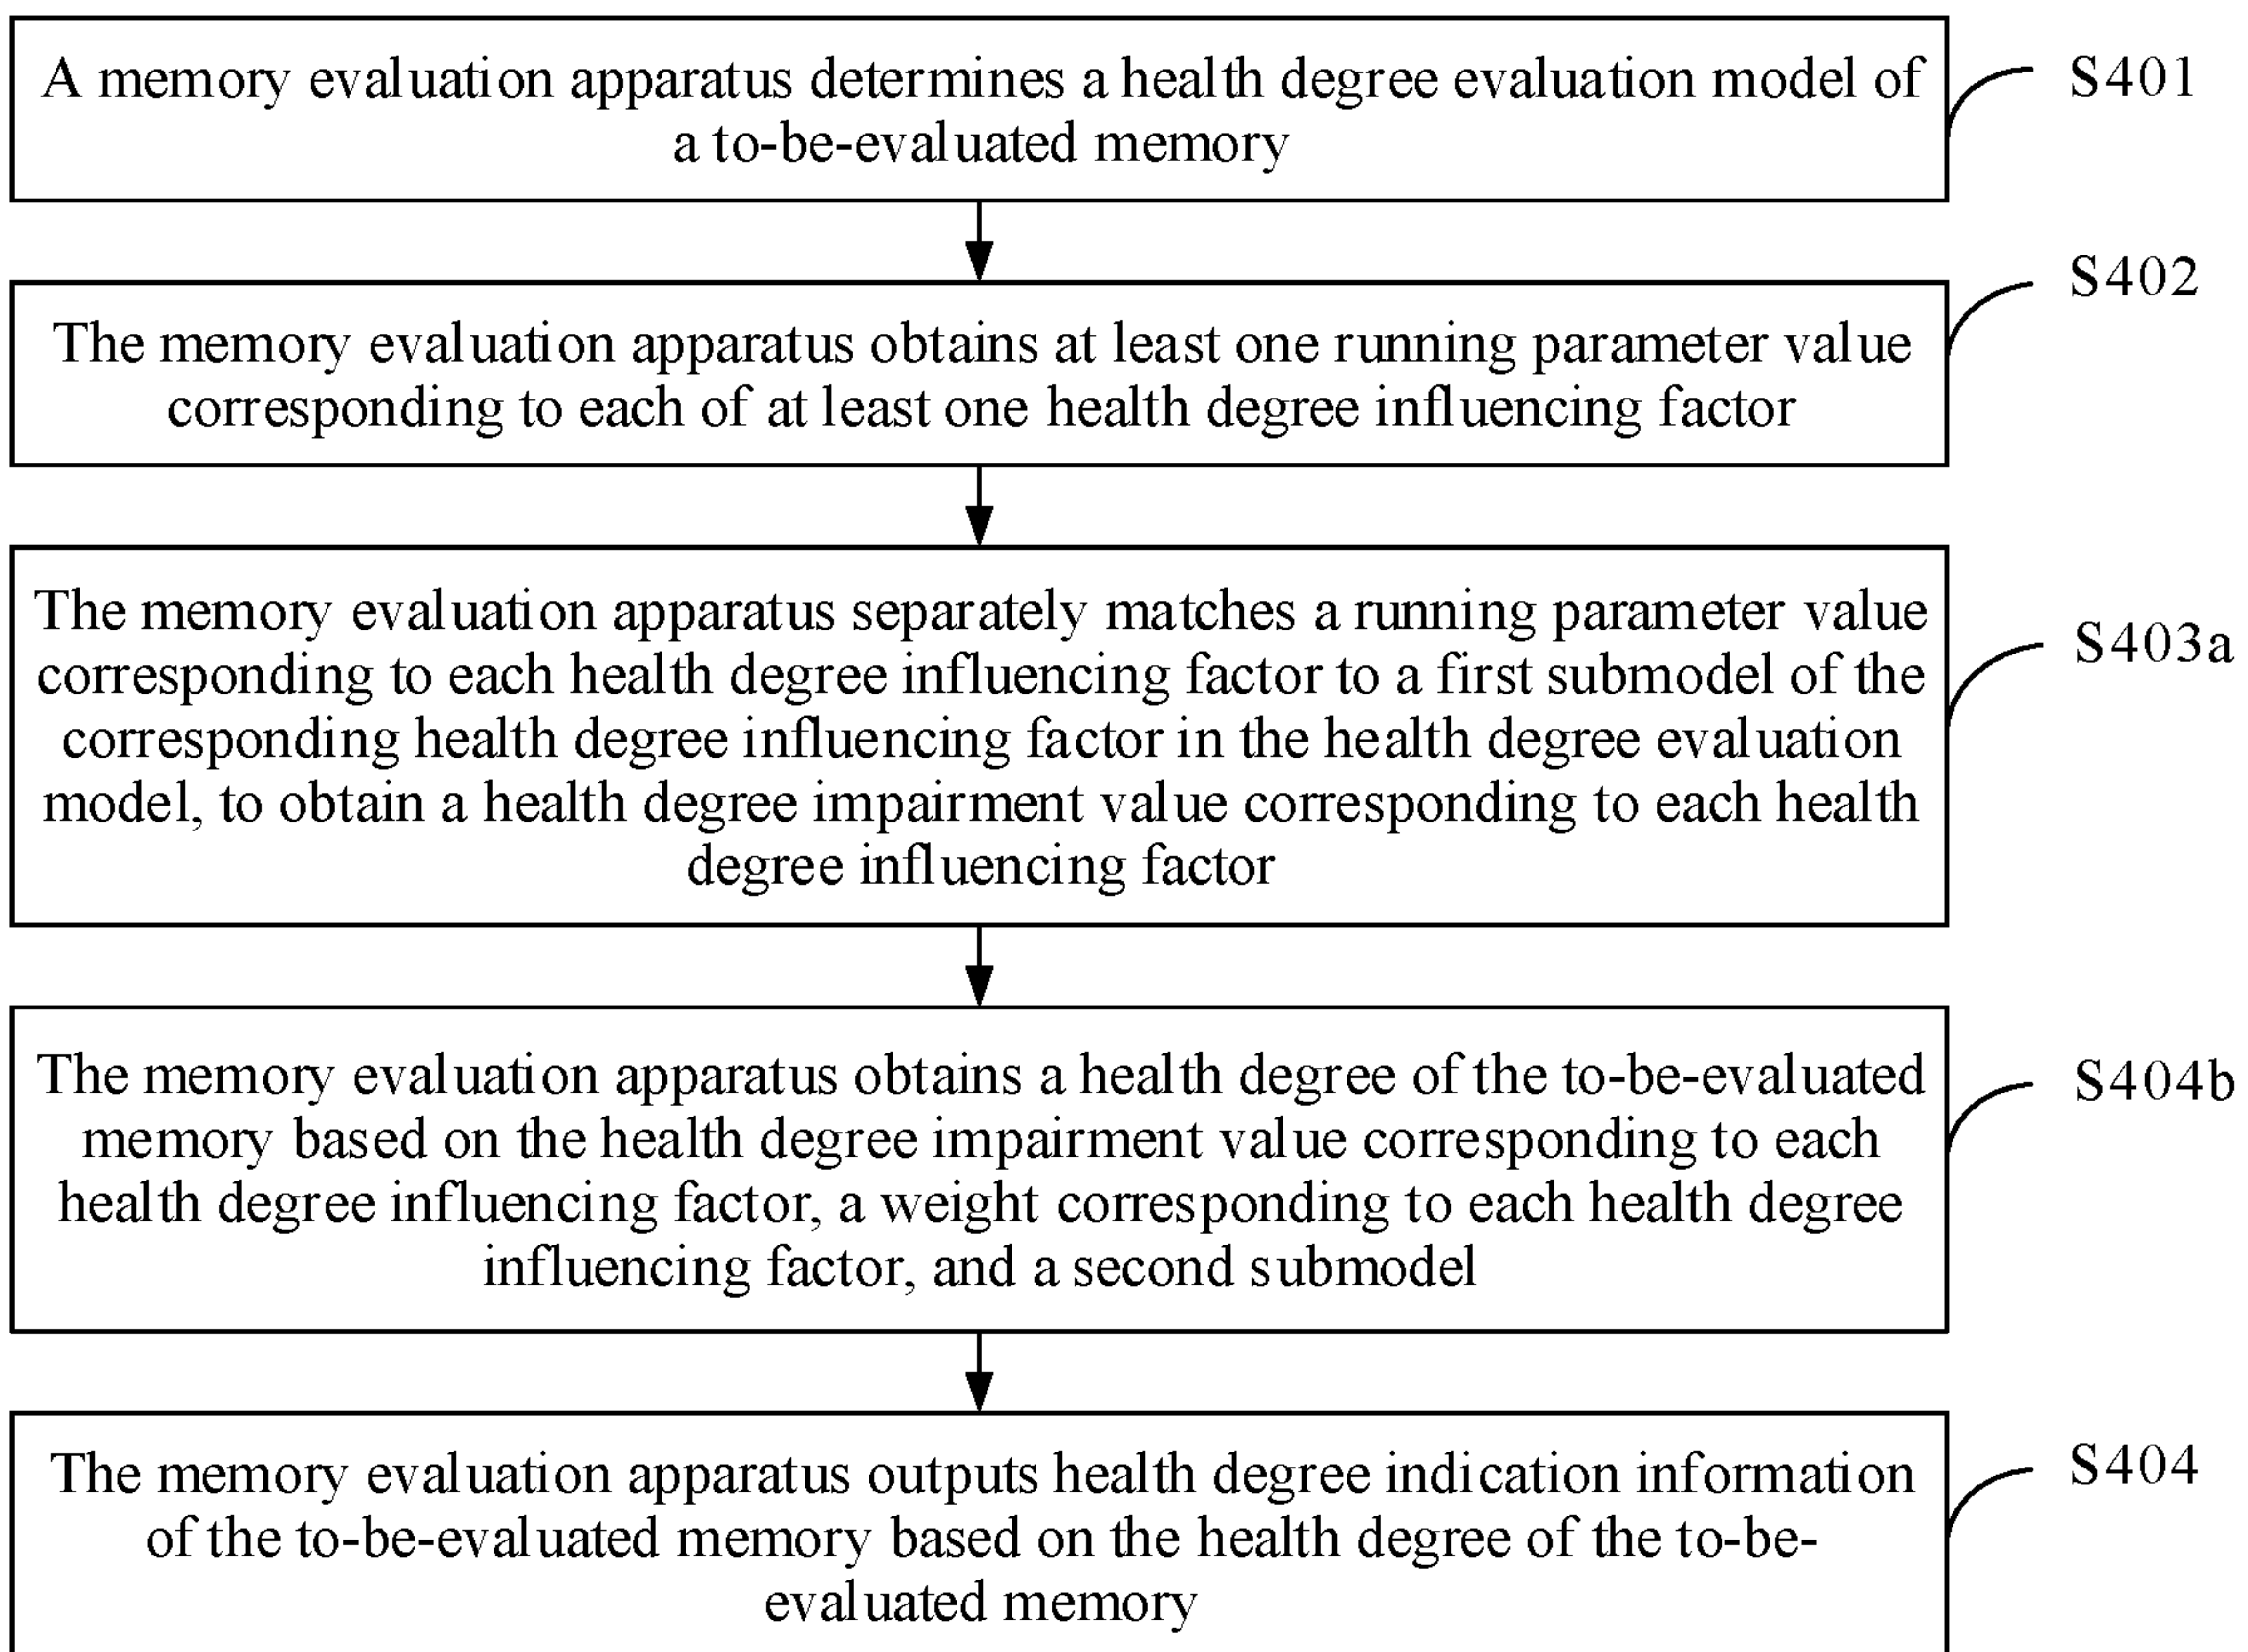 A memory evaluation apparatus determines a health degree evaluation model of
a to-be-evaluated memory
S401
The memory evaluation apparatus obtains at least one running parameter value
corresponding to each of at least one health degree influencing factor
S402
The memory evaluation apparatus separately matches a running parameter value
corresponding to each health degree influencing factor to a first submodel of the
corresponding health degree influencing factor in the health degree evaluation
model, to obtain a health degree impairment value corresponding to each health
degree influencing factor
S403a
The memory evaluation apparatus obtains a health degree of the to-be-evaluated
memory based on the health degree impairment value corresponding to each
health degree influencing factor, a weight corresponding to each health degree
influencing factor, and a second submodel
S404b
The memory evaluation apparatus outputs health degree indication information
of the to-be-evaluated memory based on the health degree of the to-be-
evaluated memory
S404